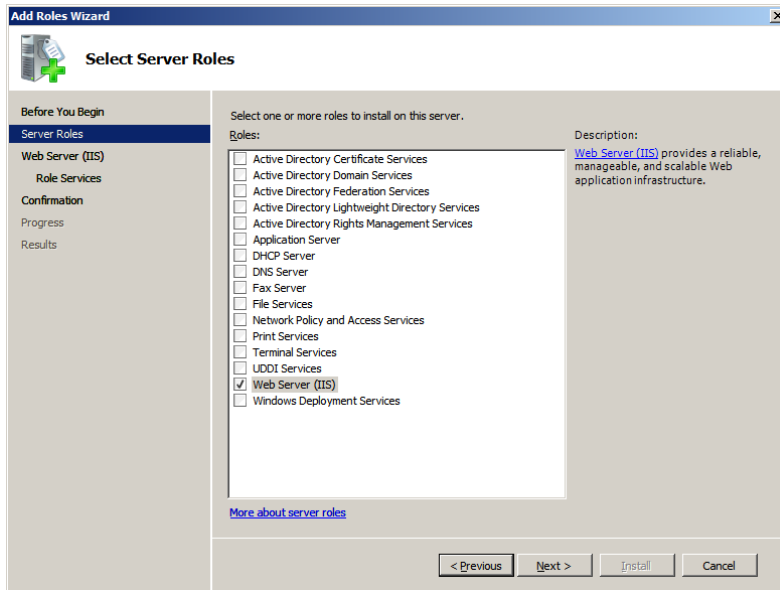 Add Roles Wizard
Select Server Roles
Before You Begin
Server Roles
Web Server (IIS)
Role Services
Confirmation
Progress
Results
Select one or more roles to install on this server.
Roles:
Active Directory Certificate Services
Active Directory Domain Services
Active Directory Federation Services
Active Directory Lightweight Directory Services
Active Directory Rights Management Services
Application Server
DHCP Server
DNS Server
Fax Server
File Services
Network Policy and Access Services
Print Services
Terminal Services
UDDI Services
Web Server (IIS)
Windows Deployment Services
More about server roles
Description:
Web Server (IIS) provides a reliable,
manageable, and scalable Web
application infrastructure.
< Previous
Next >
Install
Cancel